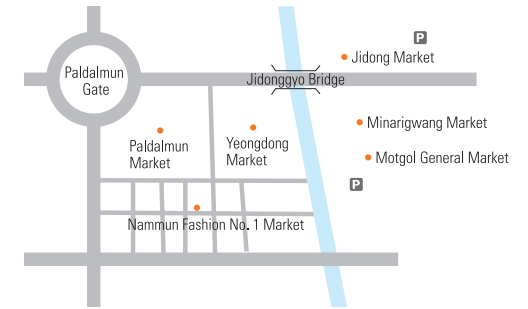 P
Jidong Market
Paldalmun
Gate
Jidonggyo Bridge
Minarigwang Market
Paldalmun
Market
Yeongdong
Market
Motgol General Market
P
Nammun Fashion No. 1 Market